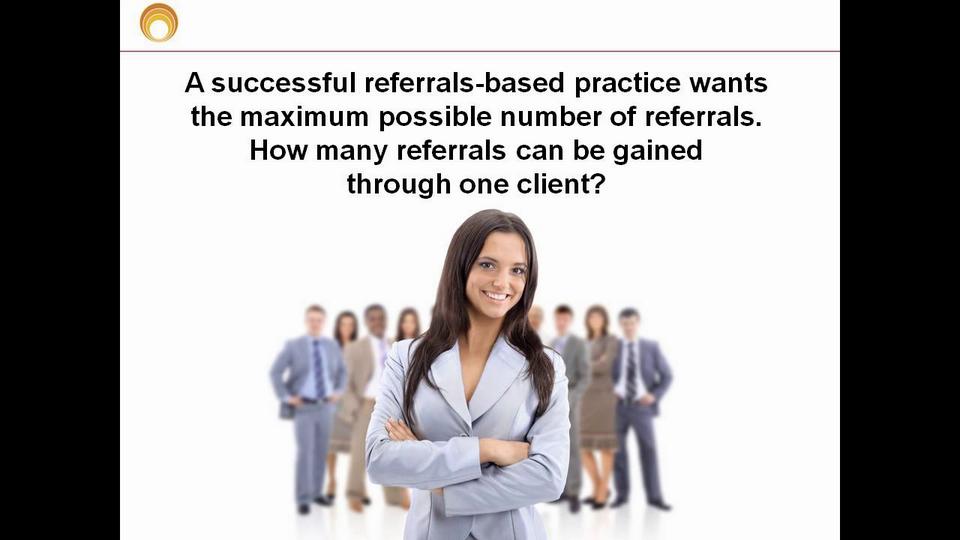 A successful referrals-based practice wants
the maximum possible number of referrals.
How many referrals can be gained
through one client?